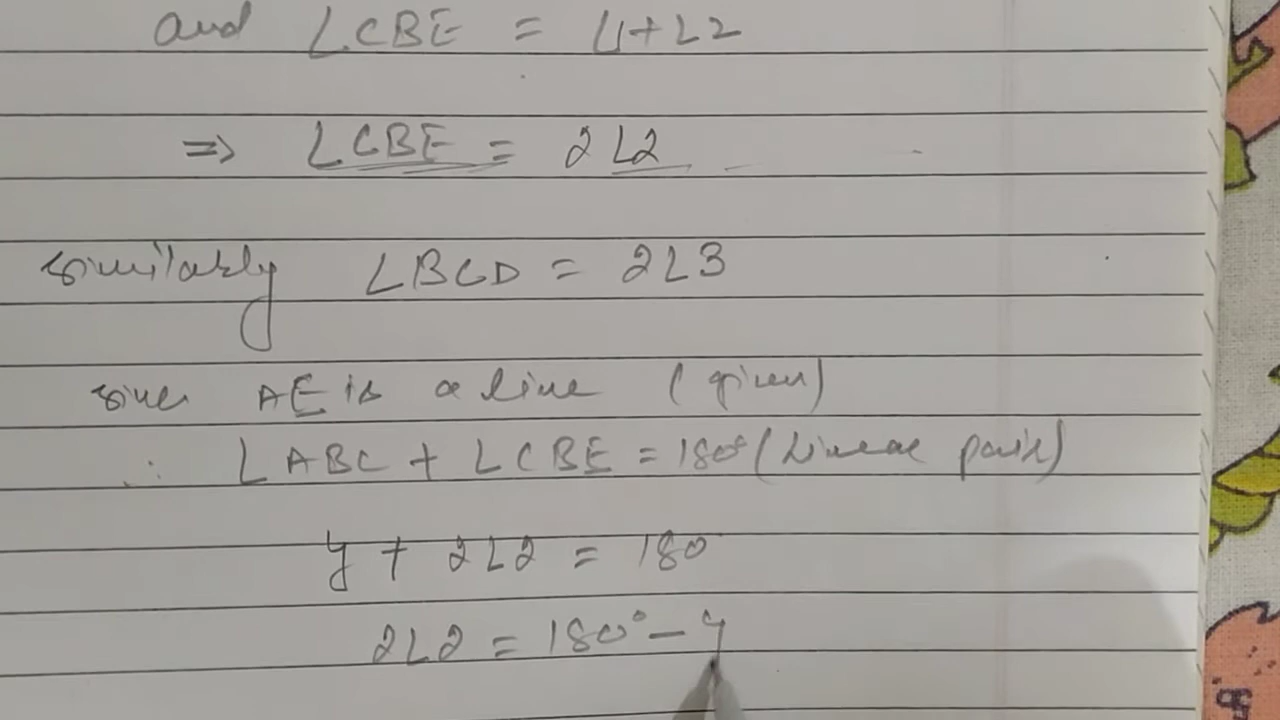 and ∠CBE = ∠1+∠2
=> ∠CBE = 2∠2
similarly ∠BCD = 2∠3
since AE is a line (given)
∴ ∠ABC + ∠CBE = 180° (Linear pair)
y + 2∠2 = 180
2∠2 = 180° - y